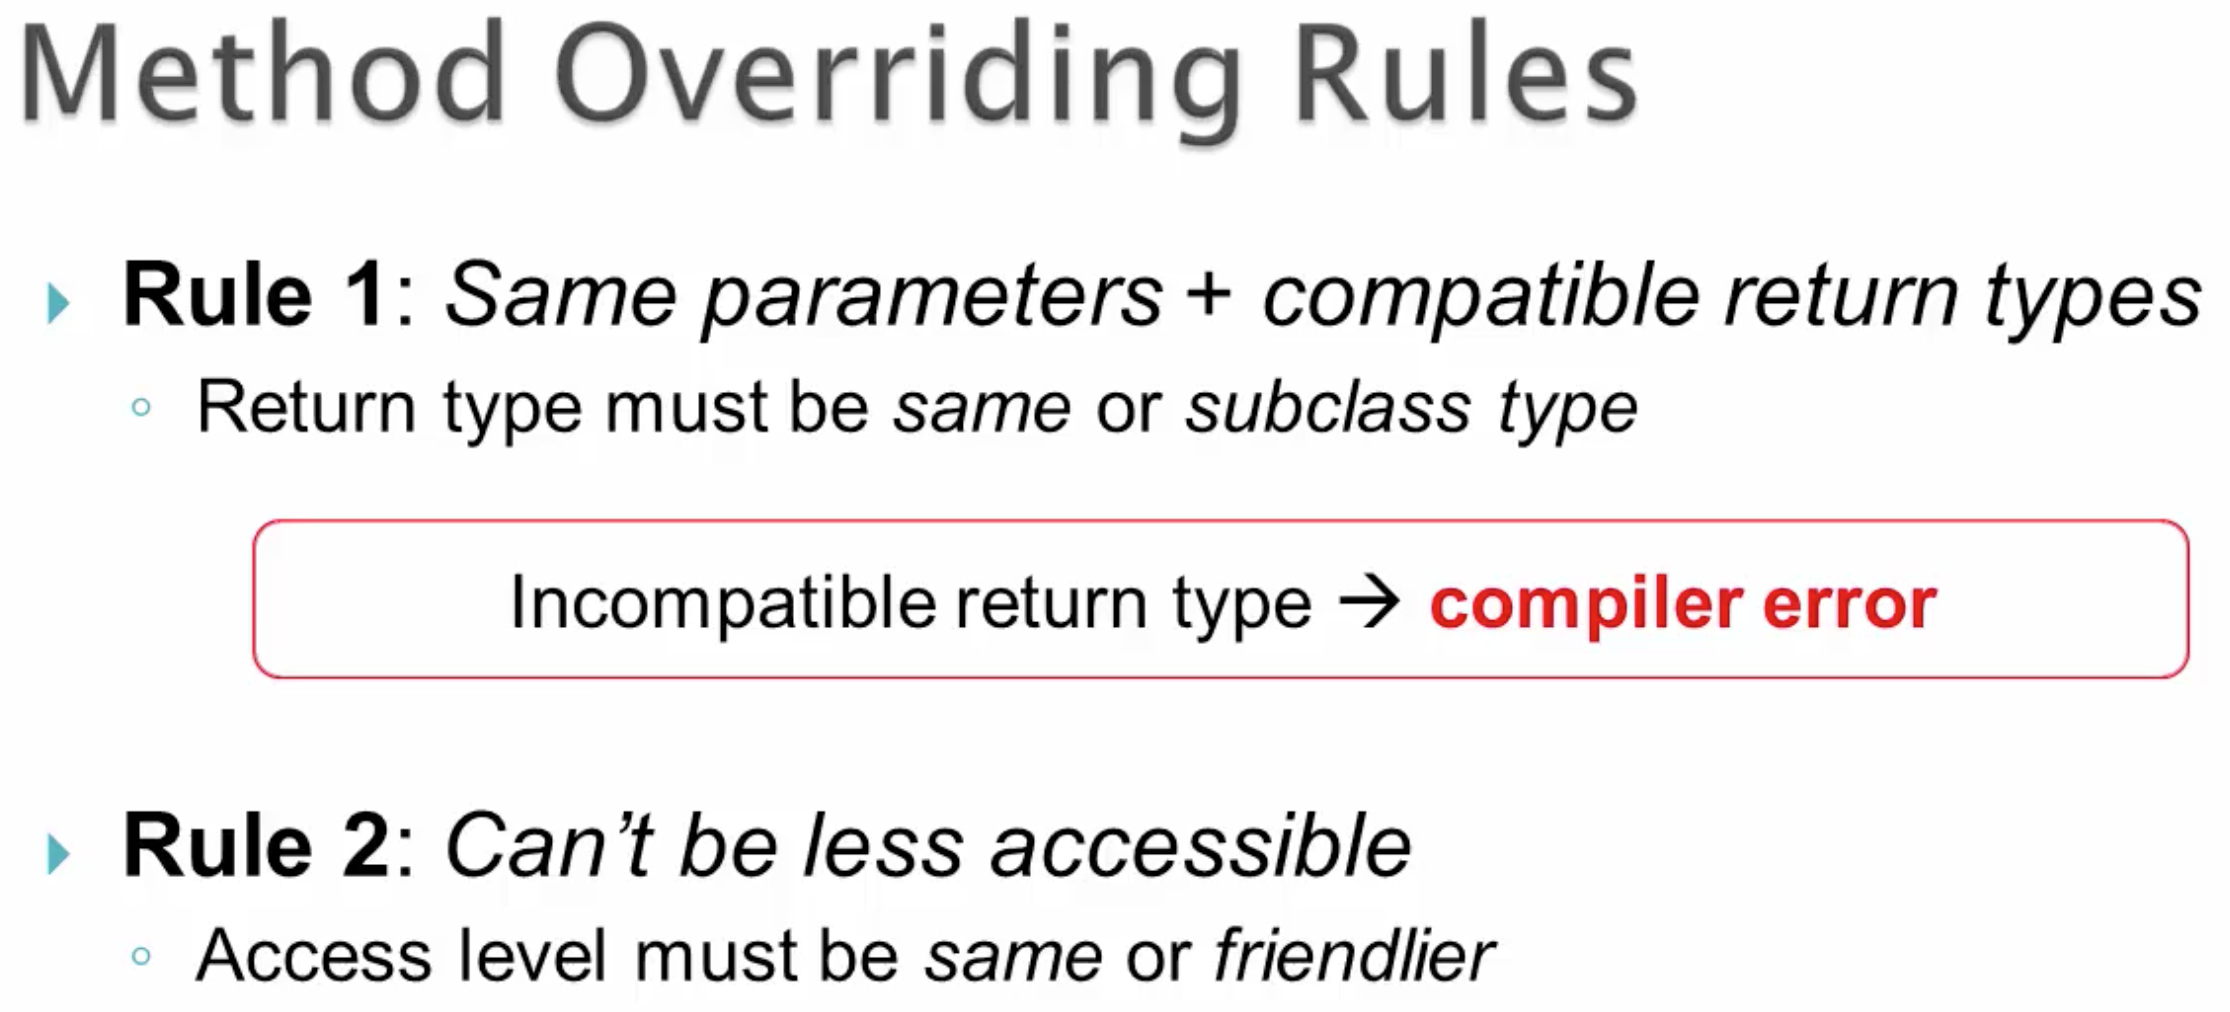 Method Overriding Rules
Rule 1: Same parameters + compatible return types
Return type must be same or subclass type
Incompatible return type → compiler error
Rule 2: Can’t be less accessible
Access level must be same or friendlier